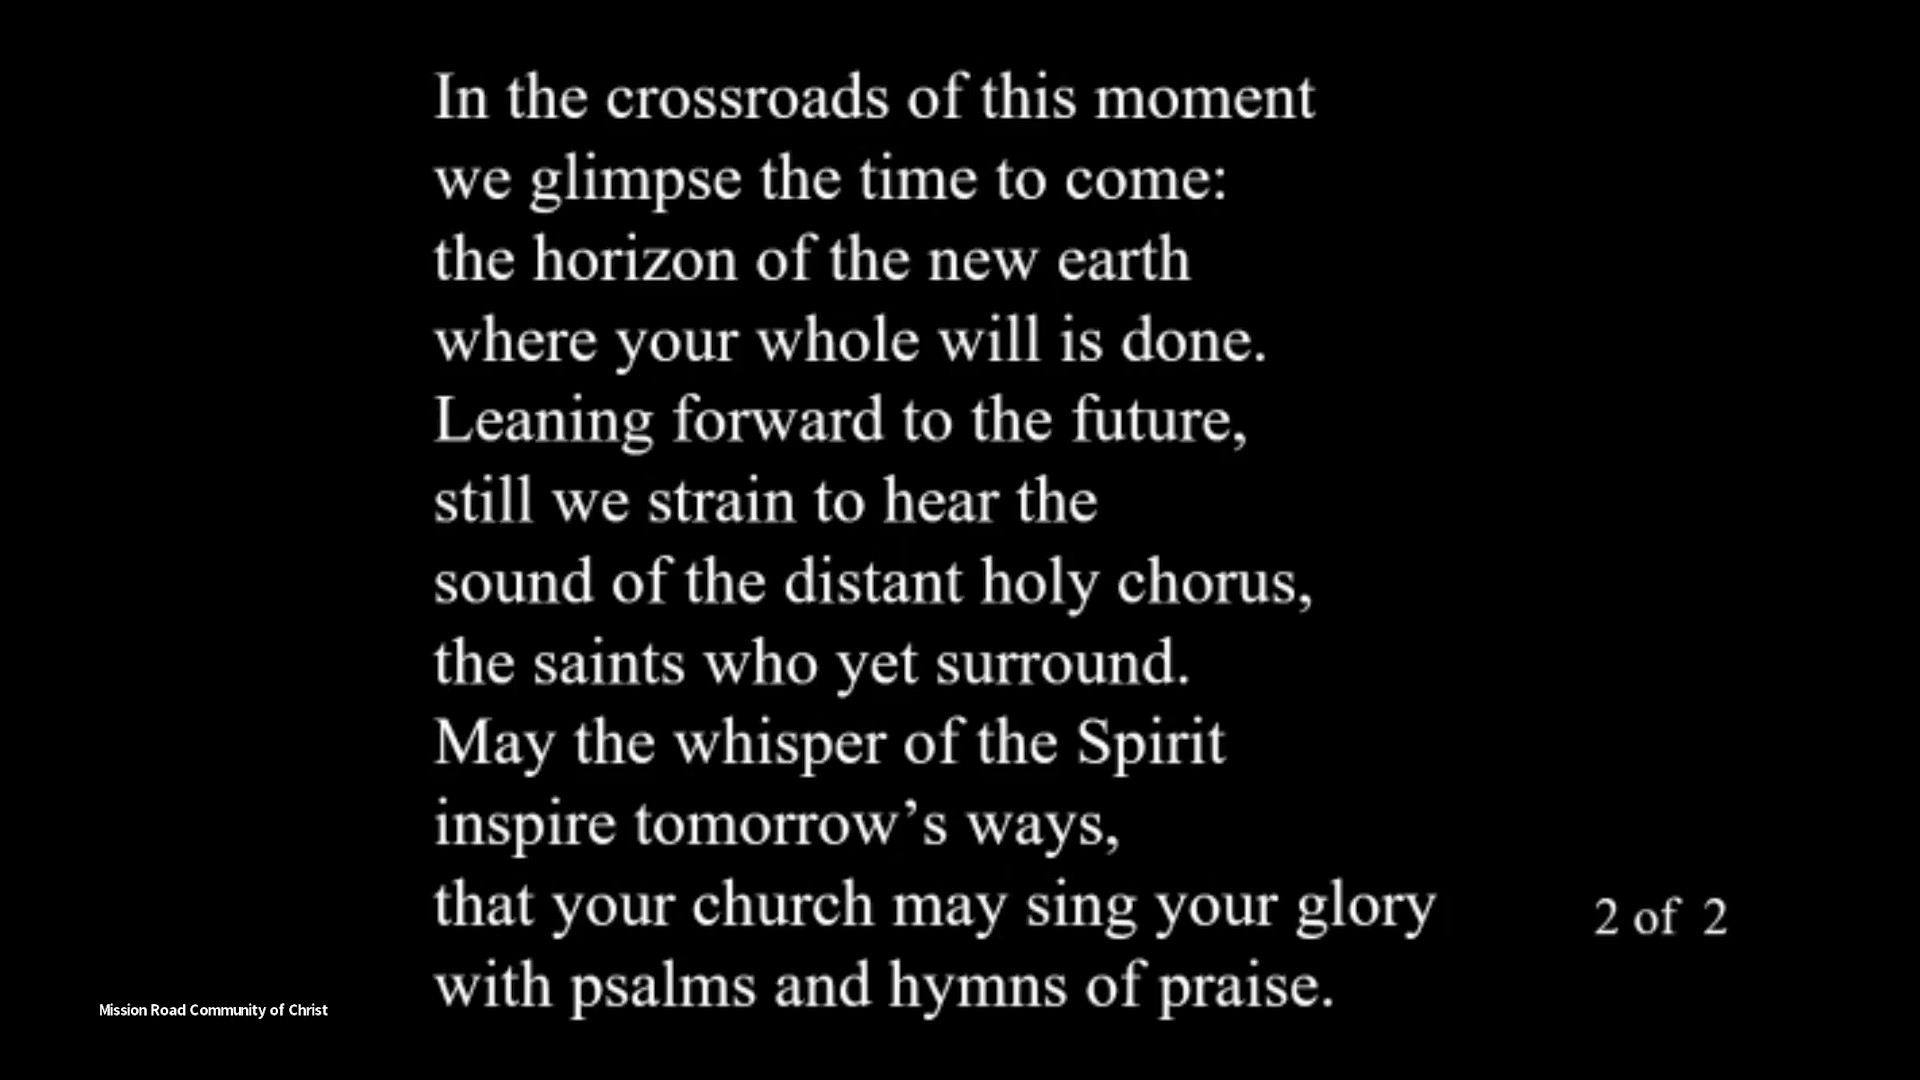 In the crossroads of this moment
we glimpse the time to come:
the horizon of the new earth
where your whole will is done.
Leaning forward to the future,
still we strain to hear the
sound of the distant holy chorus,
the saints who yet surround.
May the whisper of the Spirit
inspire tomorrow’s ways,
that your church may sing your glory
with psalms and hymns of praise.
2 of 2
Mission Road Community of Christ